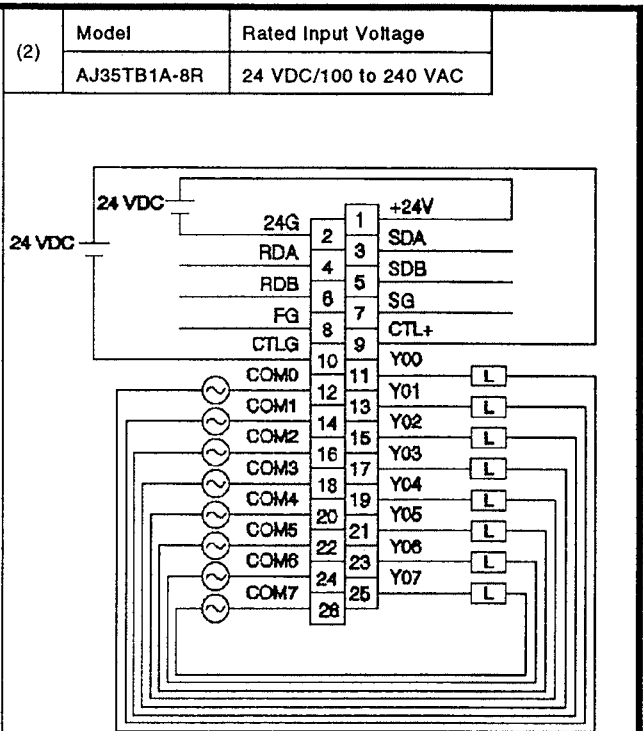 (2)
Model Rated Input Voltage
AJ35TB1A-8R 24 VDC/100 to 240 VAC
24 VDC
24 VDC
1 +24V
24G 2
3 SDA
RDA 4
5 SDB
RDB 6
7 SG
FG 8
9 CTL+
CTLG 10
11 Y00 L
COM0 12
13 Y01 L
COM1 14
15 Y02 L
COM2 16
17 Y03 L
COM3 18
19 Y04 L
COM4 20
21 Y05 L
COM5 22
23 Y06 L
COM6 24
25 Y07 L
COM7 26